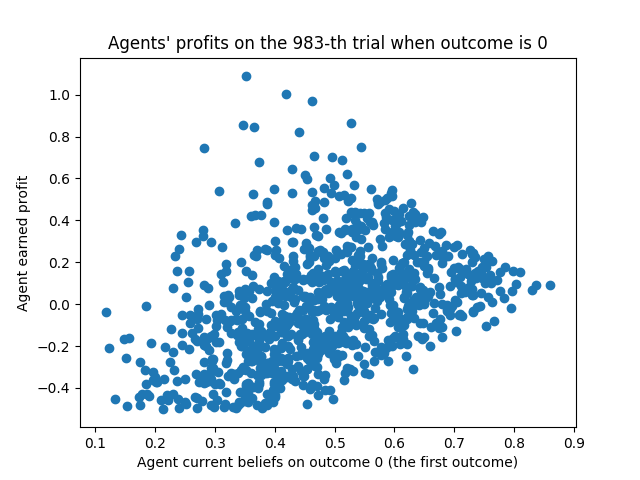 Agents' profits on the 983-th trial when outcome is 0
1.0
0.8
0.6
0.4
0.2
0.0
−0.2
−0.4
Agent earned profit
0.1 0.2 0.3 0.4 0.5 0.6 0.7 0.8 0.9
Agent current beliefs on outcome 0 (the first outcome)